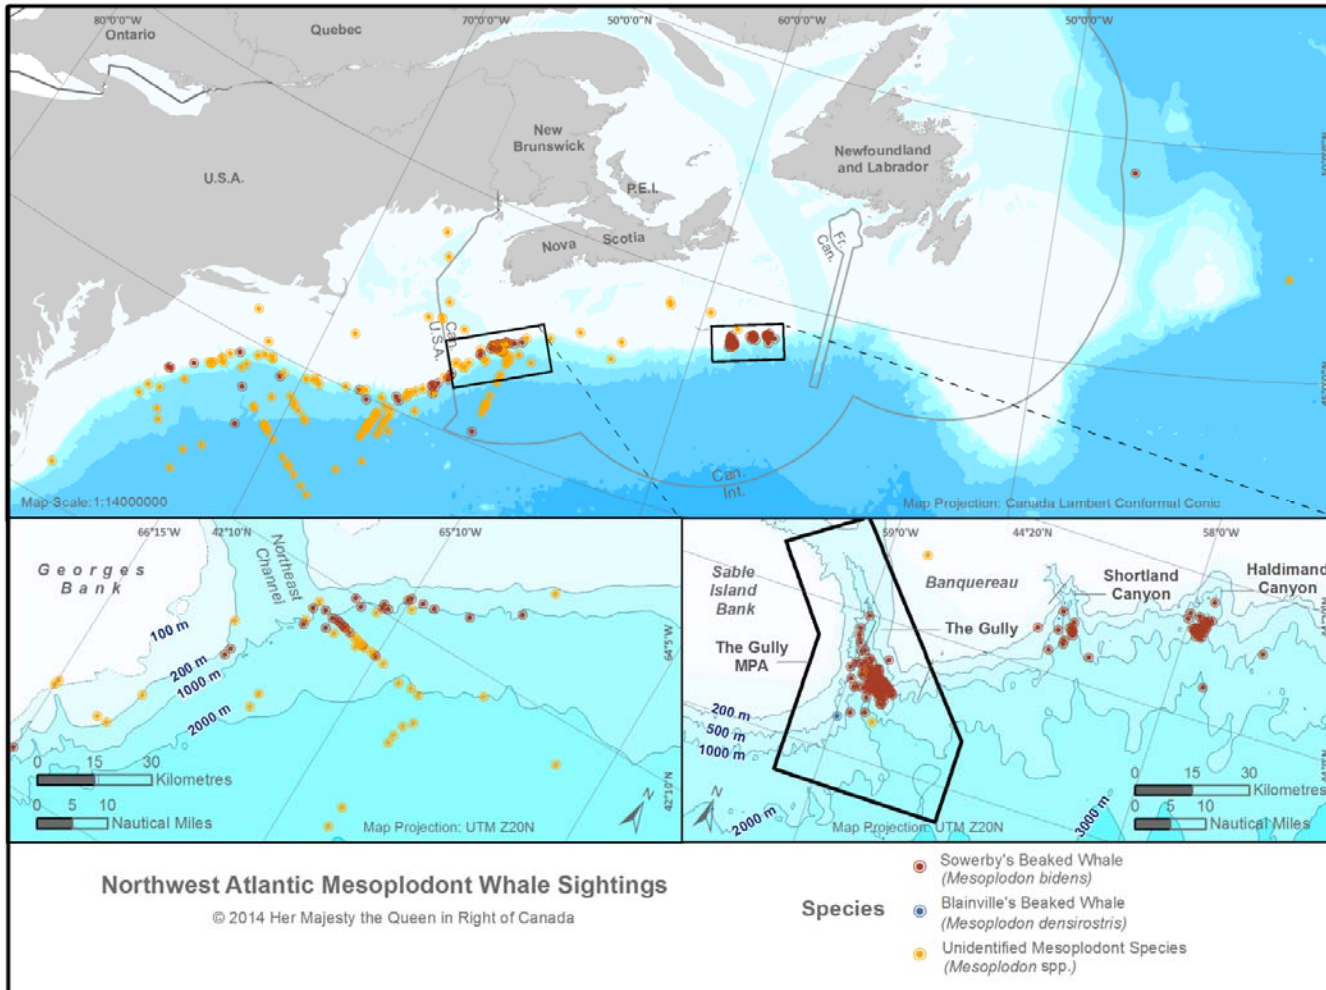 80°0'0"W
70°0'0"W
50°0'0"N
60°0'0"W
50°0'0"W
Ontario
Quebec
New
Brunswick
Newfoundland
and Labrador
U.S.A.
P.E.I.
Nova Scotia
Fr.
Can.
Can.
U.S.A.
Can.
Int.
Map Scale: 1:14000000
Map Projection: Canada Lambert Conformal Conic
66°15'W
42°10'N
65°10'W
Georges
Bank
Northeast
Channel
100 m
200 m
1000 m
2000 m
42°10'N
0 15 30
Kilometres
0 5 10
Nautical Miles
N
Map Projection: UTM Z20N
59°0'W
44°20'N
58°0'W
Sable
Island
Bank
Banquereau
Shortland
Canyon
Haldimand
Canyon
The Gully
The Gully
MPA
200 m
500 m
1000 m
2000 m
3000 m
0 15 30
Kilometres
0 5 10
Nautical Miles
N
Map Projection: UTM Z20N
Northwest Atlantic Mesoplodont Whale Sightings
© 2014 Her Majesty the Queen in Right of Canada
Species
Sowerby's Beaked Whale
(Mesoplodon bidens)
Blainville's Beaked Whale
(Mesoplodon densirostris)
Unidentified Mesoplodont Species
(Mesoplodon spp.)